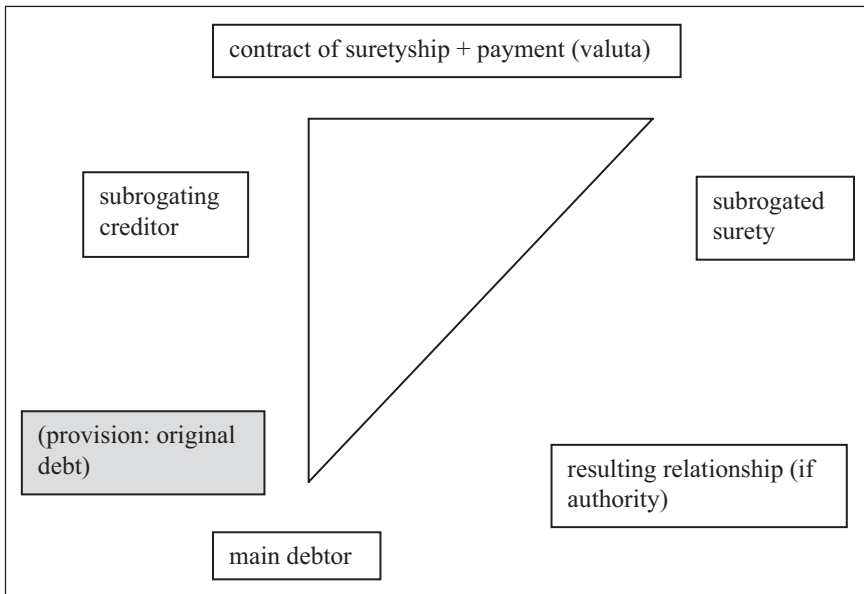 contract of suretyship + payment (valuta)
subrogating
creditor
subrogated
surety
(provision: original
debt)
resulting relationship (if
authority)
main debtor